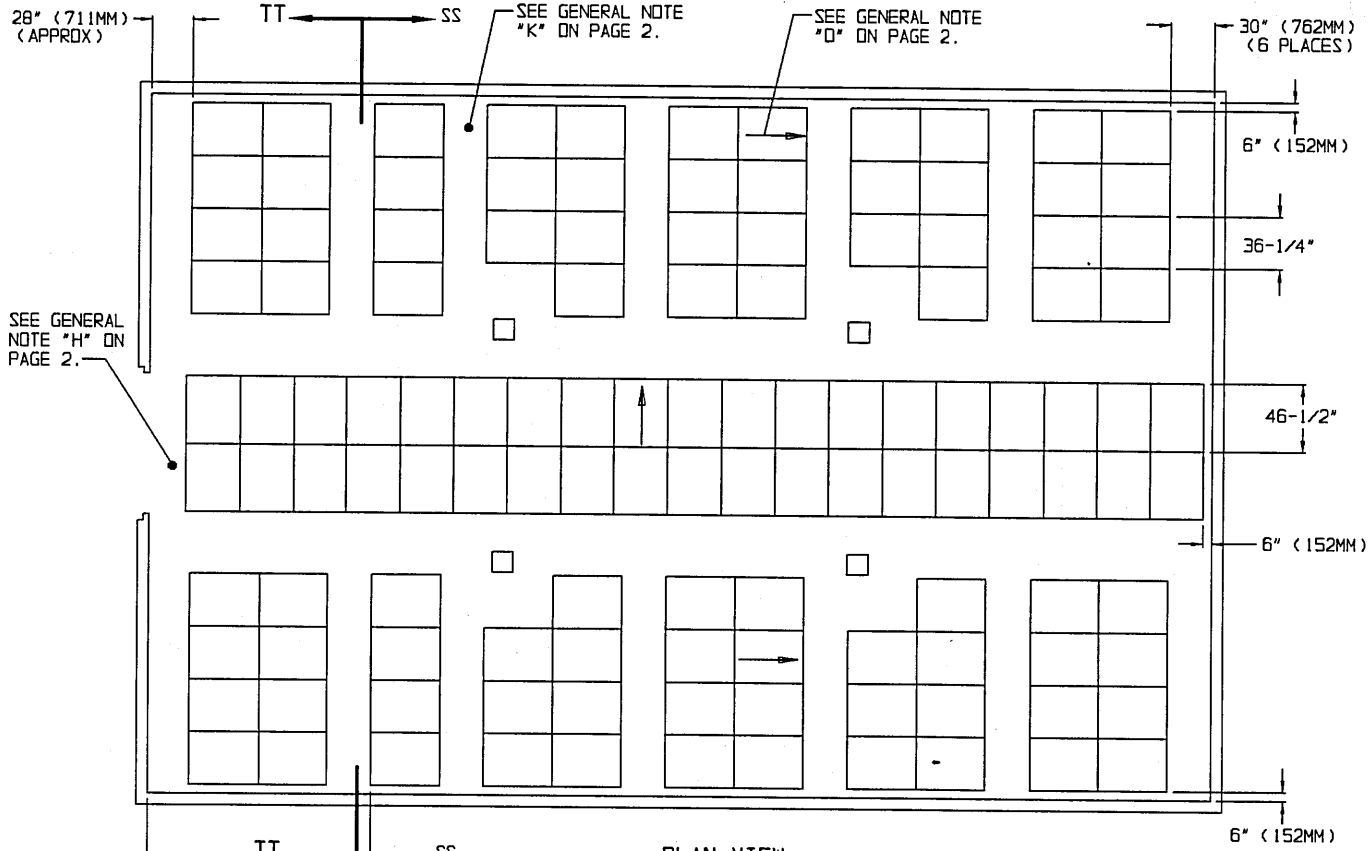 28" (711MM)
(APPROX)
TT
SS
SEE GENERAL NOTE
"K" ON PAGE 2.
SEE GENERAL NOTE
"D" ON PAGE 2.
30" (762MM)
(6 PLACES)
6" (152MM)
36-1/4"
SEE GENERAL
NOTE "H" ON
PAGE 2.
46-1/2"
6" (152MM)
6" (152MM)
TT
SS